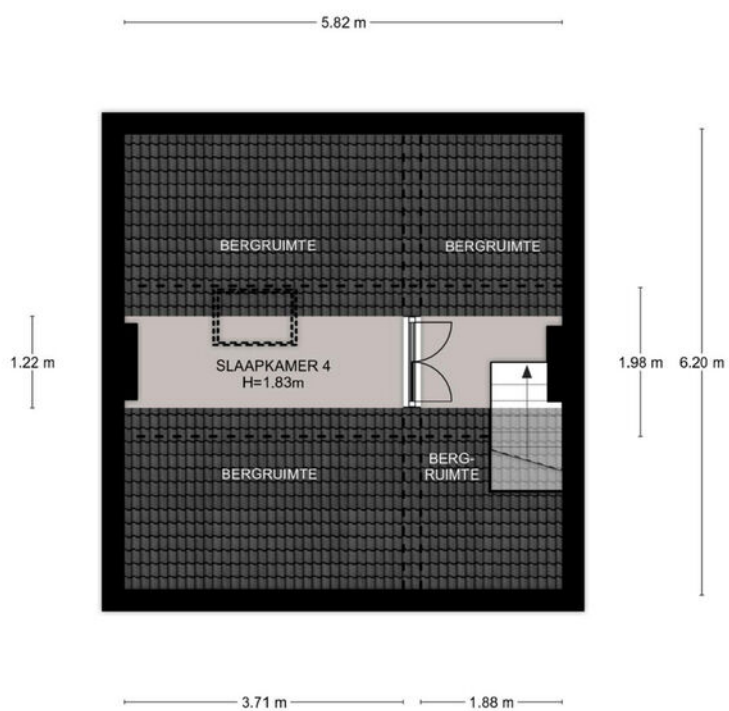 5.82 m
BERGRUIMTE
BERGRUIMTE
1.22 m
SLAAPKAMER 4
H=1.83m
1.98 m
6.20 m
BERGRUIMTE
BERG-
RUIMTE
3.71 m
1.88 m